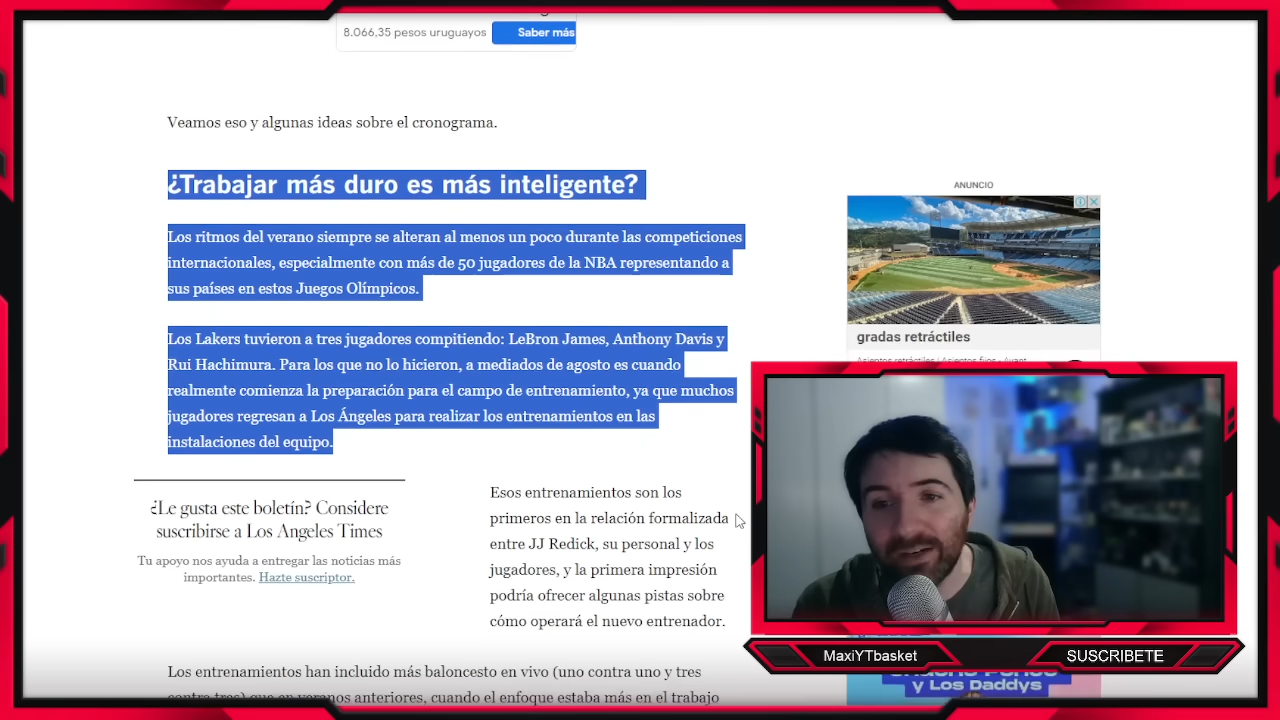 8.066,35 pesos uruguayos
Saber más
Veamos eso y algunas ideas sobre el cronograma.
¿Trabajar más duro es más inteligente?
Los ritmos del verano siempre se alteran al menos un poco durante las competiciones
internacionales, especialmente con más de 50 jugadores de la NBA representando a
sus países en estos Juegos Olímpicos.
Los Lakers tuvieron a tres jugadores compitiendo: LeBron James, Anthony Davis y
Rui Hachimura. Para los que no lo hicieron, a mediados de agosto es cuando
realmente comienza la preparación para el campo de entrenamiento, ya que muchos
jugadores regresan a Los Ángeles para realizar los entrenamientos en las
instalaciones del equipo.
¿Le gusta este boletín? Considere
suscribirse a Los Angeles Times
Tu apoyo nos ayuda a entregar las noticias más
importantes. Hazte suscriptor.
Esos entrenamientos son los
primeros en la relación formalizada
entre JJ Redick, su personal y los
jugadores, y la primera impresión
podría ofrecer algunas pistas sobre
cómo operará el nuevo entrenador.
Los entrenamientos han incluido más baloncesto en vivo (uno contra uno y tres
contra tres) que en veranos anteriores, cuando el enfoque estaba más en el trabajo
ANUNCIO
gradas retráctiles
Asientos retráctiles | Asientos fijos - Avant
MaxiYTbasket
SUSCRIBETE
y Los Daddys